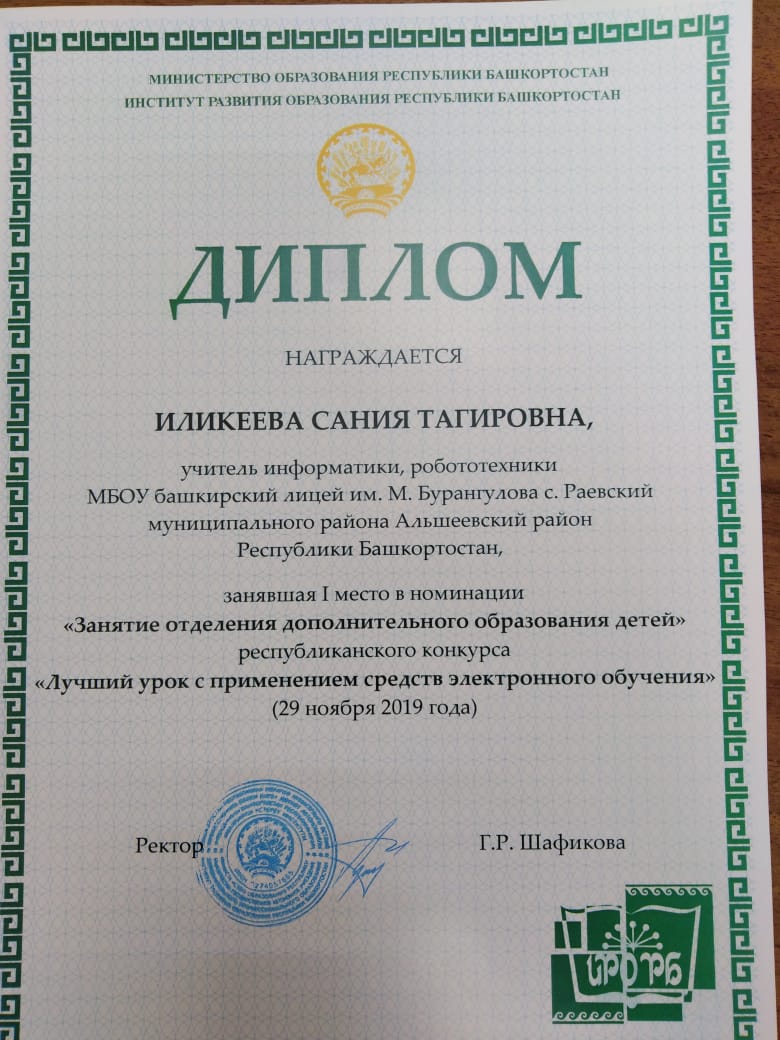 МИНИСТЕРСТВО ОБРАЗОВАНИЯ РЕСПУБЛИКИ БАШКОРТОСТАН
ИНСТИТУТ РАЗВИТИЯ ОБРАЗОВАНИЯ РЕСПУБЛИКИ БАШКОРТОСТАН
ДИПЛОМ
НАГРАЖДАЕТСЯ
ИЛИКЕЕВА САНИЯ ТАГИРОВНА,
учитель информатики, робототехники
МБОУ башкирский лицей им. М. Бурангулова с. Раевский
муниципального района Альшеевский район
Республики Башкортостан,
занявшая I место в номинации
«Занятие отделения дополнительного образования детей»
республиканского конкурса
«Лучший урок с применением средств электронного обучения»
(29 ноября 2019 года)
Ректор
Г.Р. Шафикова
ИРО РБ